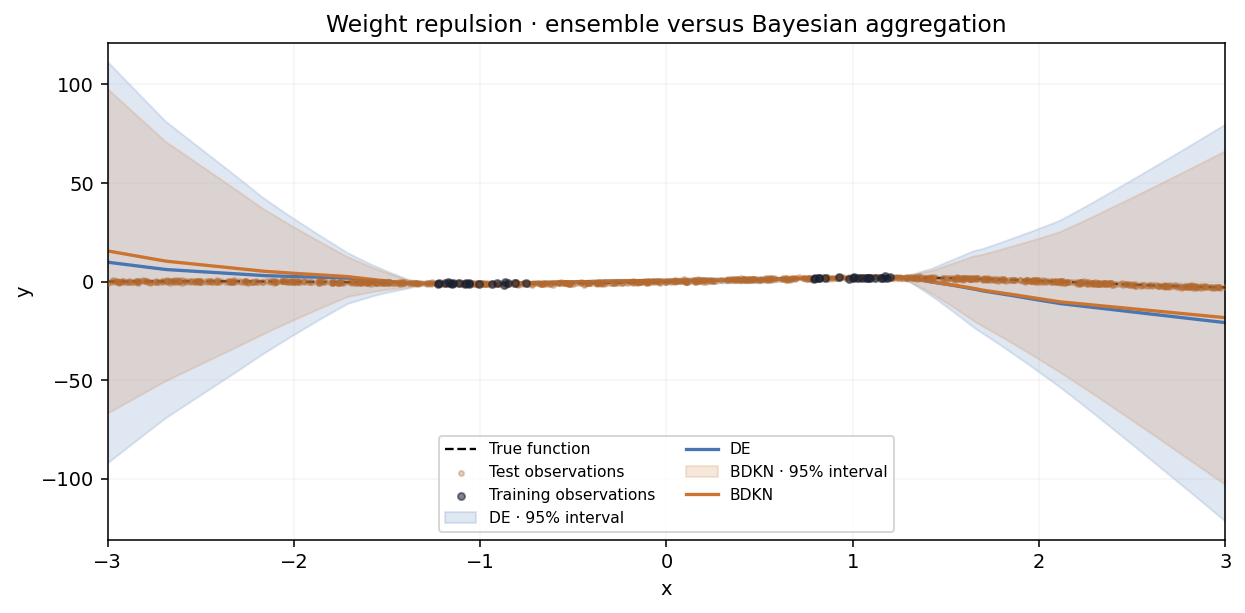 Weight repulsion · ensemble versus Bayesian aggregation
y
100
50
0
−50
−100
True function
Test observations
Training observations
DE · 95% interval
DE
BDKN · 95% interval
BDKN
−3 −2 −1 0 1 2 3
x